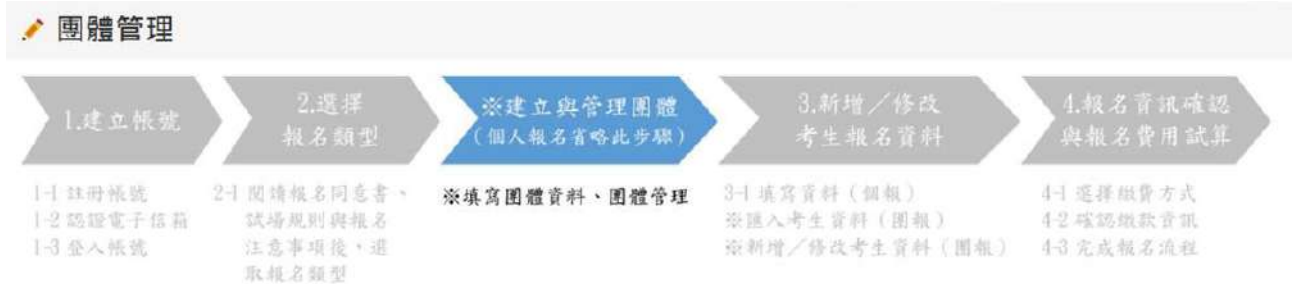 團體管理
1.建立帳號
2.選擇
報名類型
※建立與管理團體
(個人報名省略此步驟)
3.新增／修改
考生報名資料
4.報名資訊確認
與報名費用試算
1-1 註冊帳號
1-2 認證電子信箱
1-3 登入帳號
2-1 閱讀報名同意書、
試場規則與報名
注意事項後，選
取報名類型
※填寫團體資料、團體管理
3-1 填寫資料（個報）
※匯入考生資料（團報）
※新增／修改考生資料（團報）
4-1 選擇繳費方式
4-2 確認繳款資訊
4-3 完成報名流程